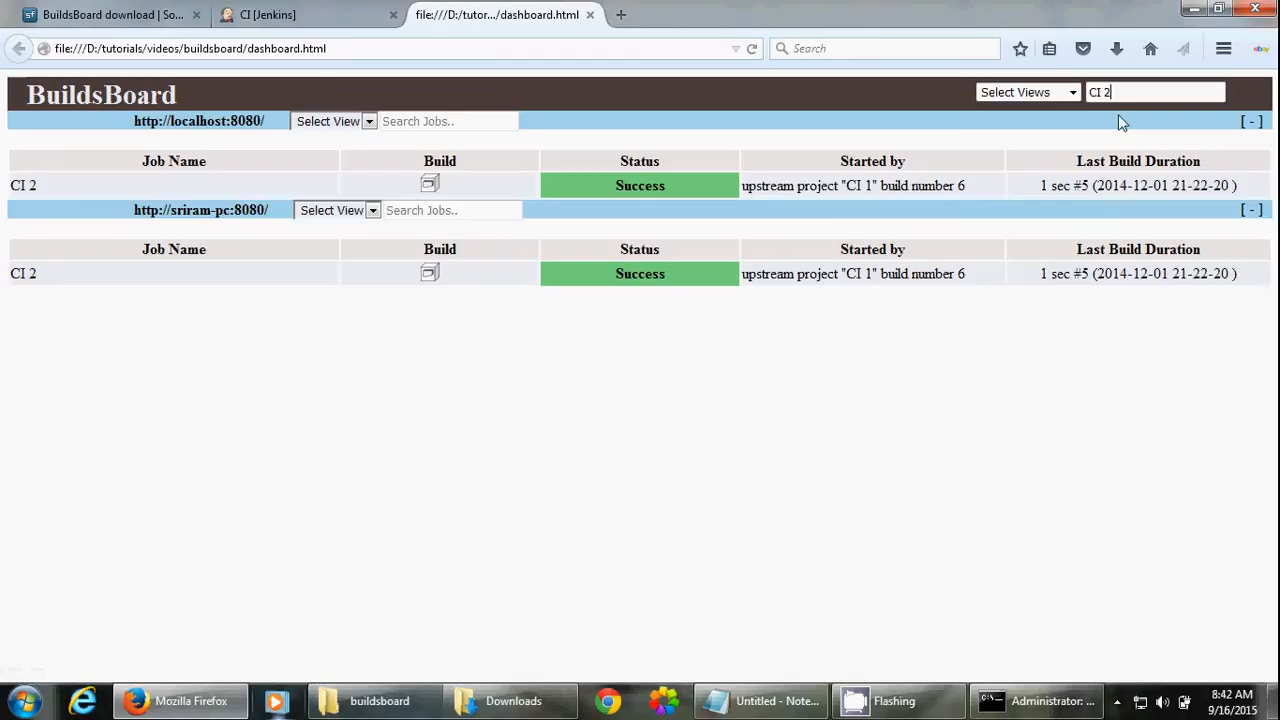 BuildsBoard download | So...
CI [Jenkins]
file:///D:/tutor.../dashboard.html
file:///D:/tutorials/videos/buildsboard/dashboard.html
Search
BuildsBoard
Select Views
CI 2
http://localhost:8080/
Select View
Search Jobs..
[ - ]
Job Name
Build
Status
Started by
Last Build Duration
CI 2
Success
upstream project "CI 1" build number 6
1 sec #5 (2014-12-01 21-22-20 )
http://sriram-pc:8080/
Select View
Search Jobs..
[ - ]
Job Name
Build
Status
Started by
Last Build Duration
CI 2
Success
upstream project "CI 1" build number 6
1 sec #5 (2014-12-01 21-22-20 )
Mozilla Firefox
buildsboard
Downloads
Untitled - Note...
Flashing
Administrator: ...
8:42 AM
9/16/2015